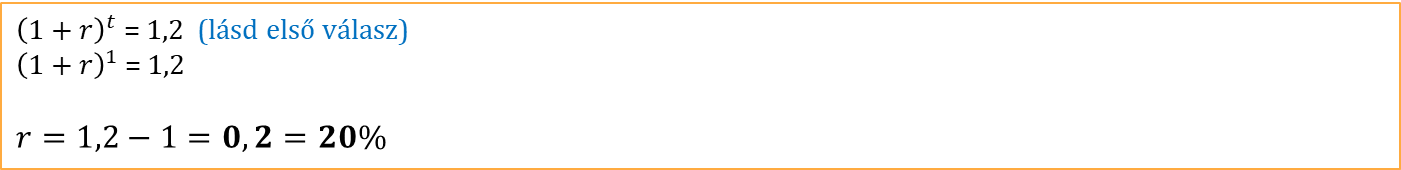 (1 + r)^t = 1,2 (lásd első válasz)
(1 + r)^1 = 1,2
r = 1,2 − 1 = 0,2 = 20%